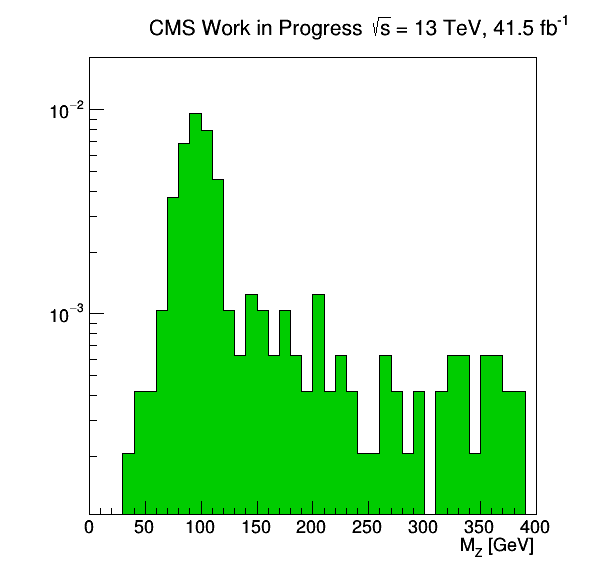 CMS Work in Progress √s = 13 TeV, 41.5 fb⁻¹
10⁻²
10⁻³
0 50 100 150 200 250 300 350 400
M_Z [GeV]